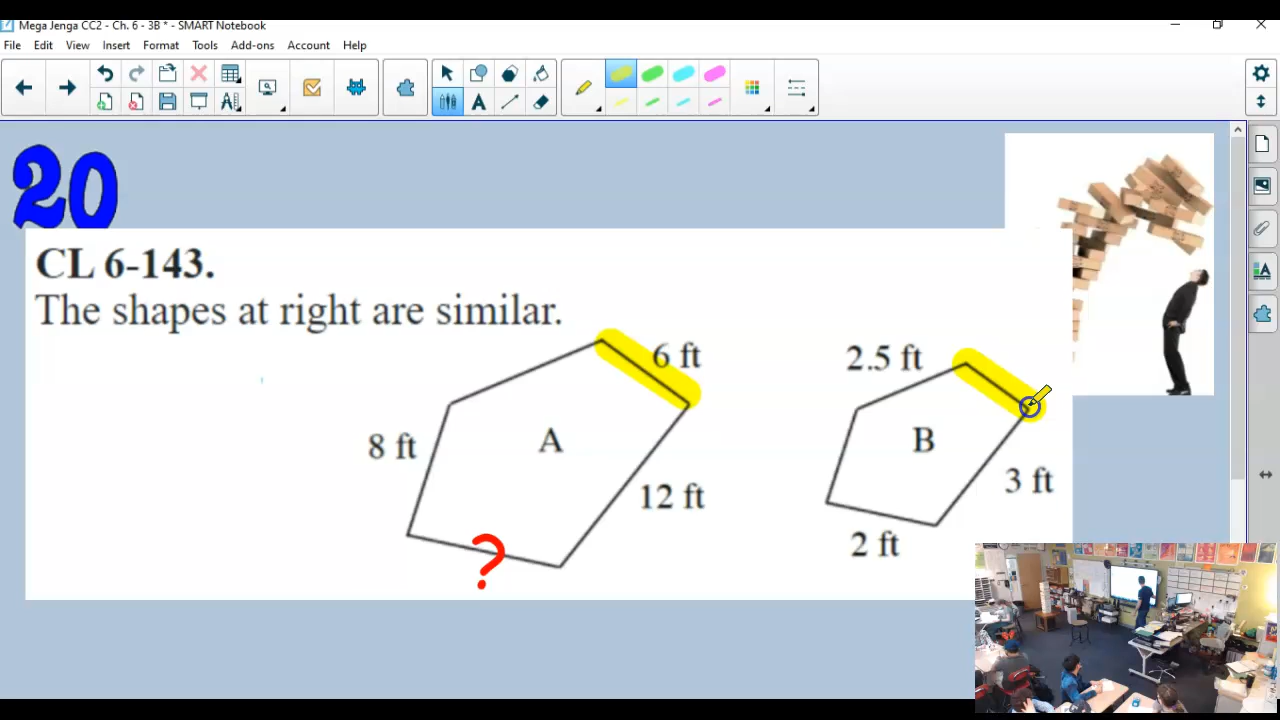 Mega Jenga CC2 - Ch. 6 - 3B * - SMART Notebook
File Edit View Insert Format Tools Add-ons Account Help
20
CL 6-143.
The shapes at right are similar.
6 ft
2.5 ft
8 ft
A
B
12 ft
3 ft
2 ft
?